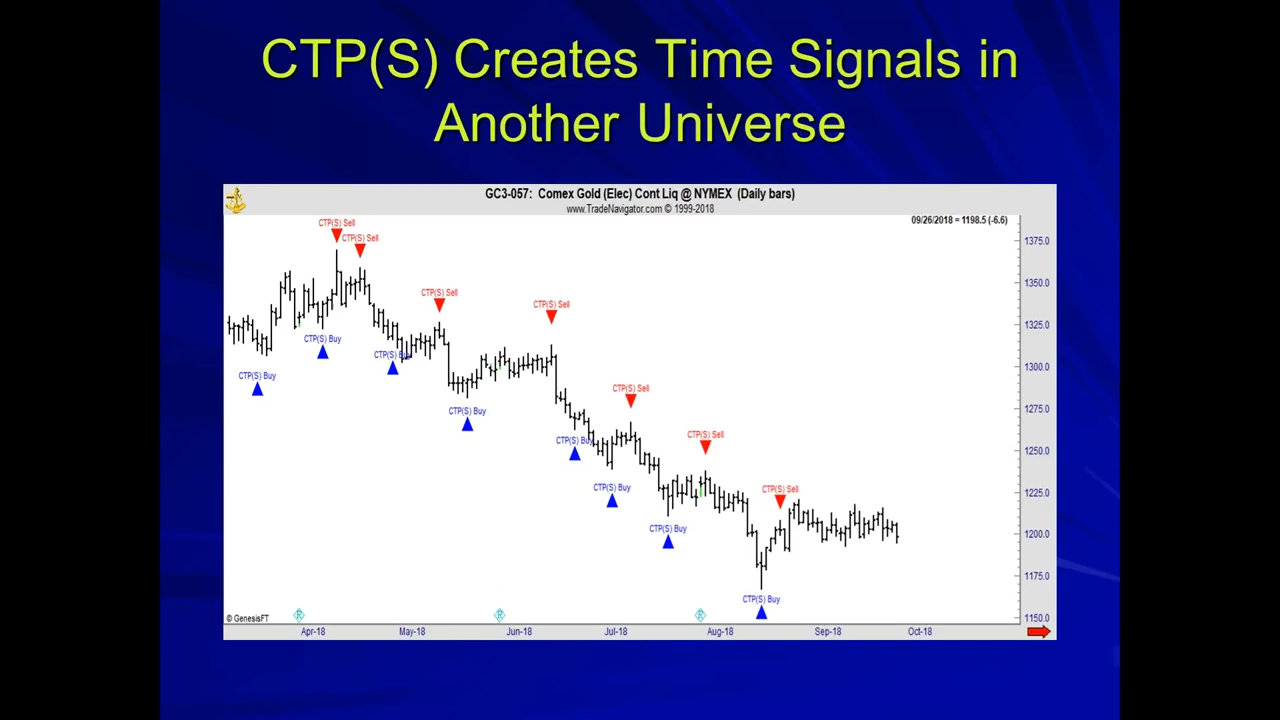 CTP(S) Creates Time Signals in
Another Universe
GC3-057: Comex Gold (Elec) Cont Liq @ NYMEX (Daily bars)
www.TradeNavigator.com © 1999-2018
09/26/2018 = 1198.5 (-6.6)
CTP(S) Sell
CTP(S) Sell
CTP(S) Sell
CTP(S) Sell
CTP(S) Sell
CTP(S) Sell
CTP(S) Sell
CTP(S) Buy
CTP(S) Buy
CTP(S) Buy
CTP(S) Buy
CTP(S) Buy
CTP(S) Buy
CTP(S) Buy
CTP(S) Buy
1375.0
1350.0
1325.0
1300.0
1275.0
1250.0
1225.0
1200.0
1175.0
1150.0
R R R
© GenesisFT
Apr-18 May-18 Jun-18 Jul-18 Aug-18 Sep-18 Oct-18